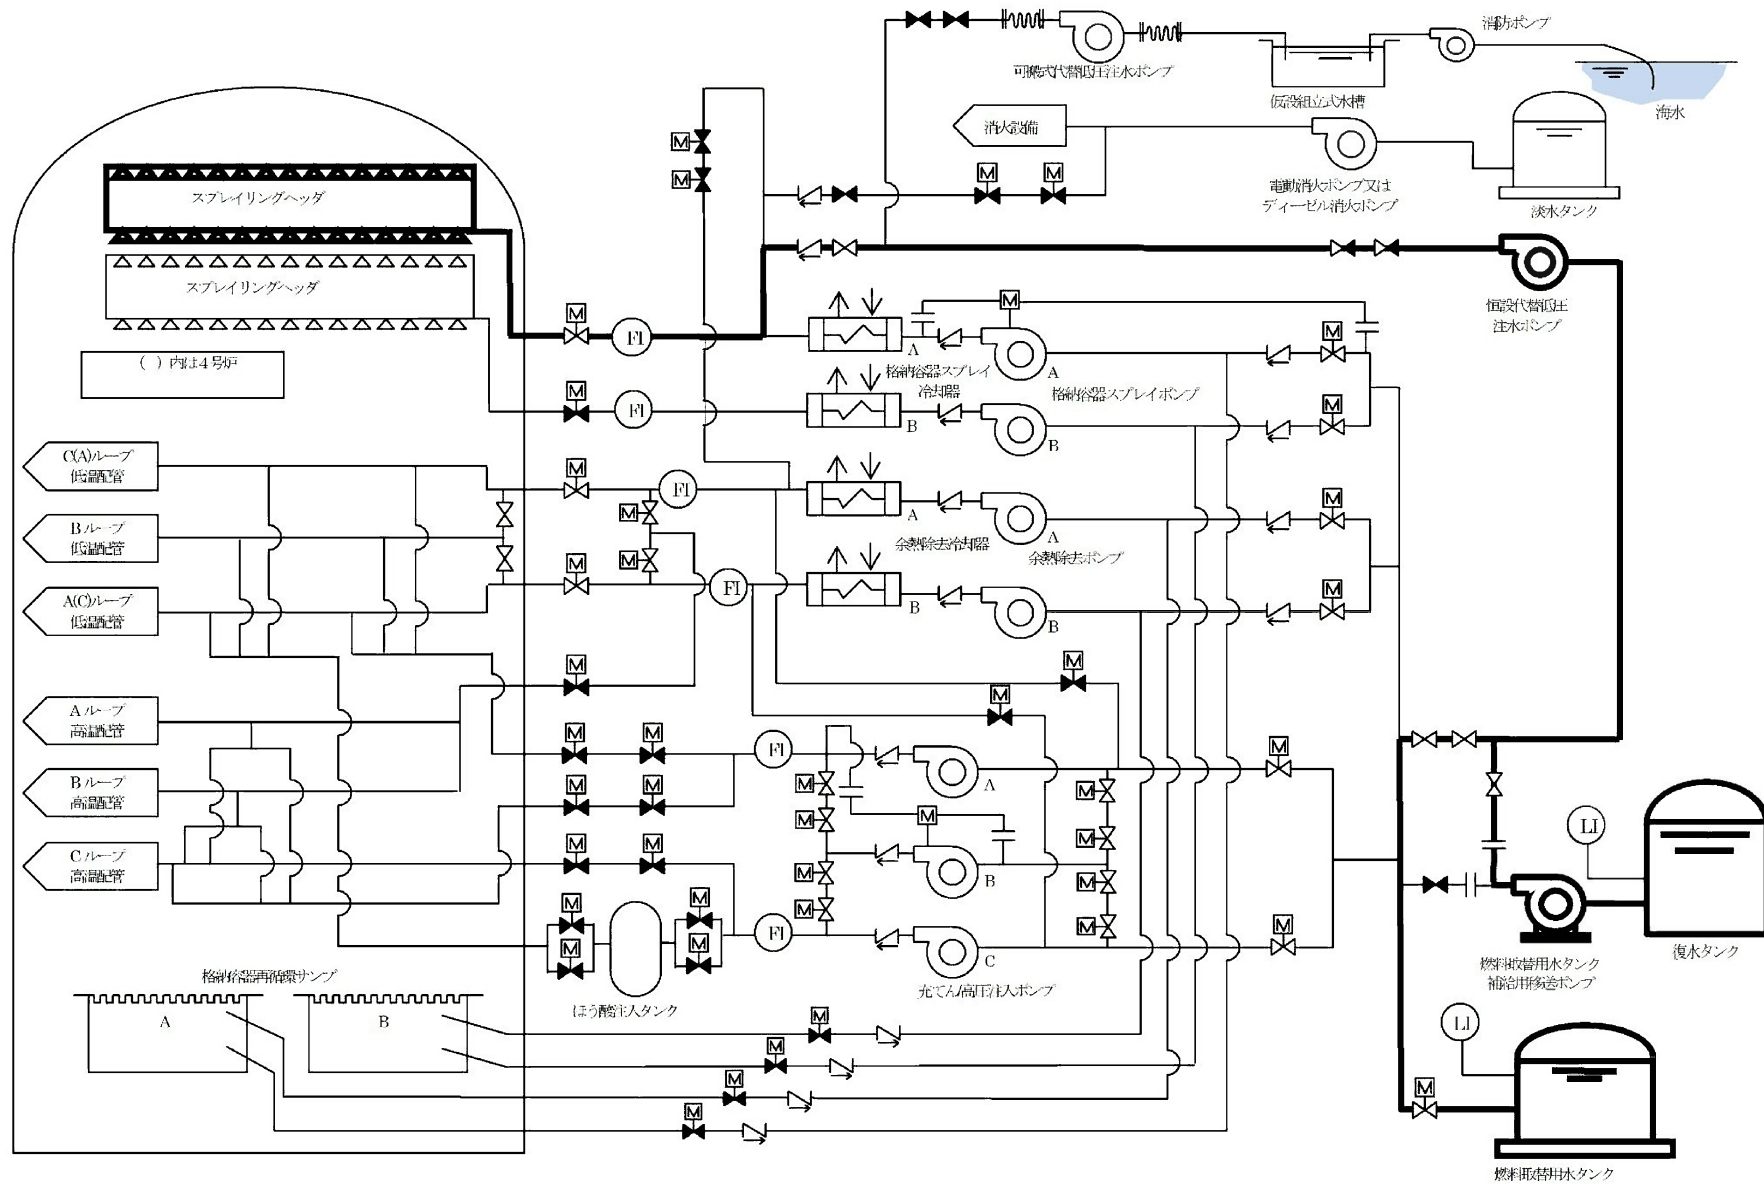 消防ポンプ
可搬式代替低圧注水ポンプ
仮設組立式水槽
海水
消火設備
電動消火ポンプ又は
ディーゼル消火ポンプ
淡水タンク
スプレイリングヘッダ
スプレイリングヘッダ
恒設代替低圧
注水ポンプ
( )内は4号炉
M
M
M
M
M
FI
M
A
格納容器スプレイ
冷却器
A
格納容器スプレイポンプ
M
M
FI
B
B
M
C(A)ループ
低温配管
M
FI
M
A
A
M
余熱除去冷却器
余熱除去ポンプ
Bループ
低温配管
M
M
FI
B
B
M
A(C)ループ
低温配管
M
M
M
Aループ
高温配管
M
M
FI
A
M
M
M
Bループ
高温配管
M
M
M
M
M
LI
Cループ
高温配管
M
M
M
B
M
M
M
M
M
M
M
FI
C
M
M
ほう酸注入タンク
充てん/高圧注入ポンプ
燃料取替用水タンク
補給用移送ポンプ
復水タンク
格納容器再循環サンプ
A
B
M
M
M
M
LI
M
燃料取替用水タンク